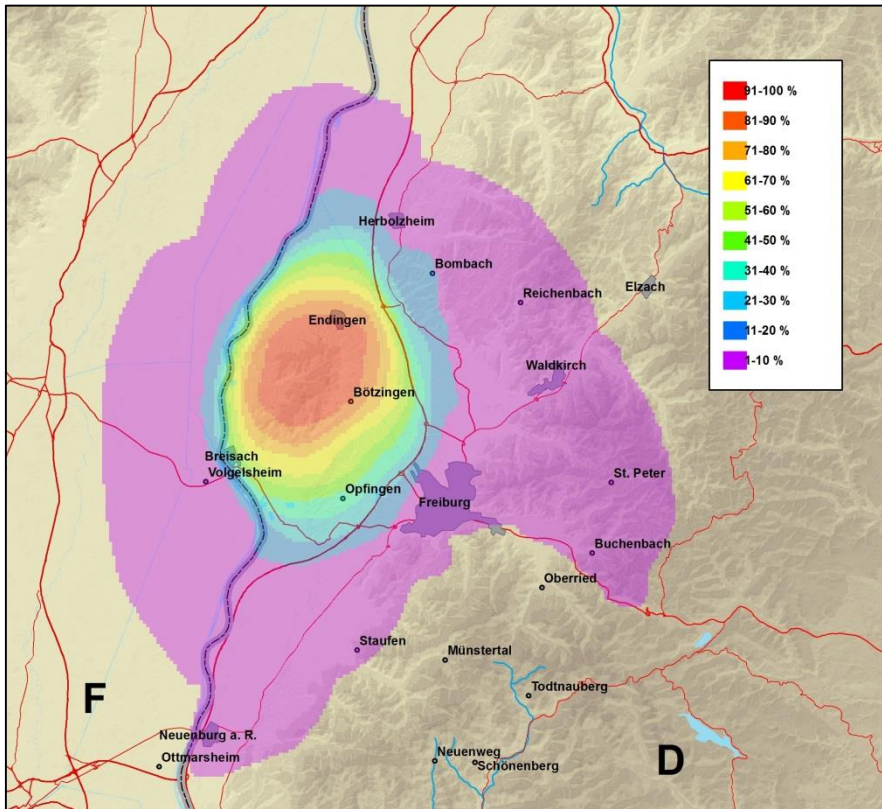 91-100 %
81-90 %
71-80 %
61-70 %
51-60 %
41-50 %
31-40 %
21-30 %
11-20 %
1-10 %
Herbolzheim
Bombach
Elzach
Reichenbach
Endingen
Waldkirch
Bötzingen
Breisach
Volgelsheim
St. Peter
Opfingen
Freiburg
Buchenbach
Oberried
Staufen
Münstertal
F
Todtnauberg
Neuenburg a. R.
Ottmarsheim
Neuenweg
Schönenberg
D